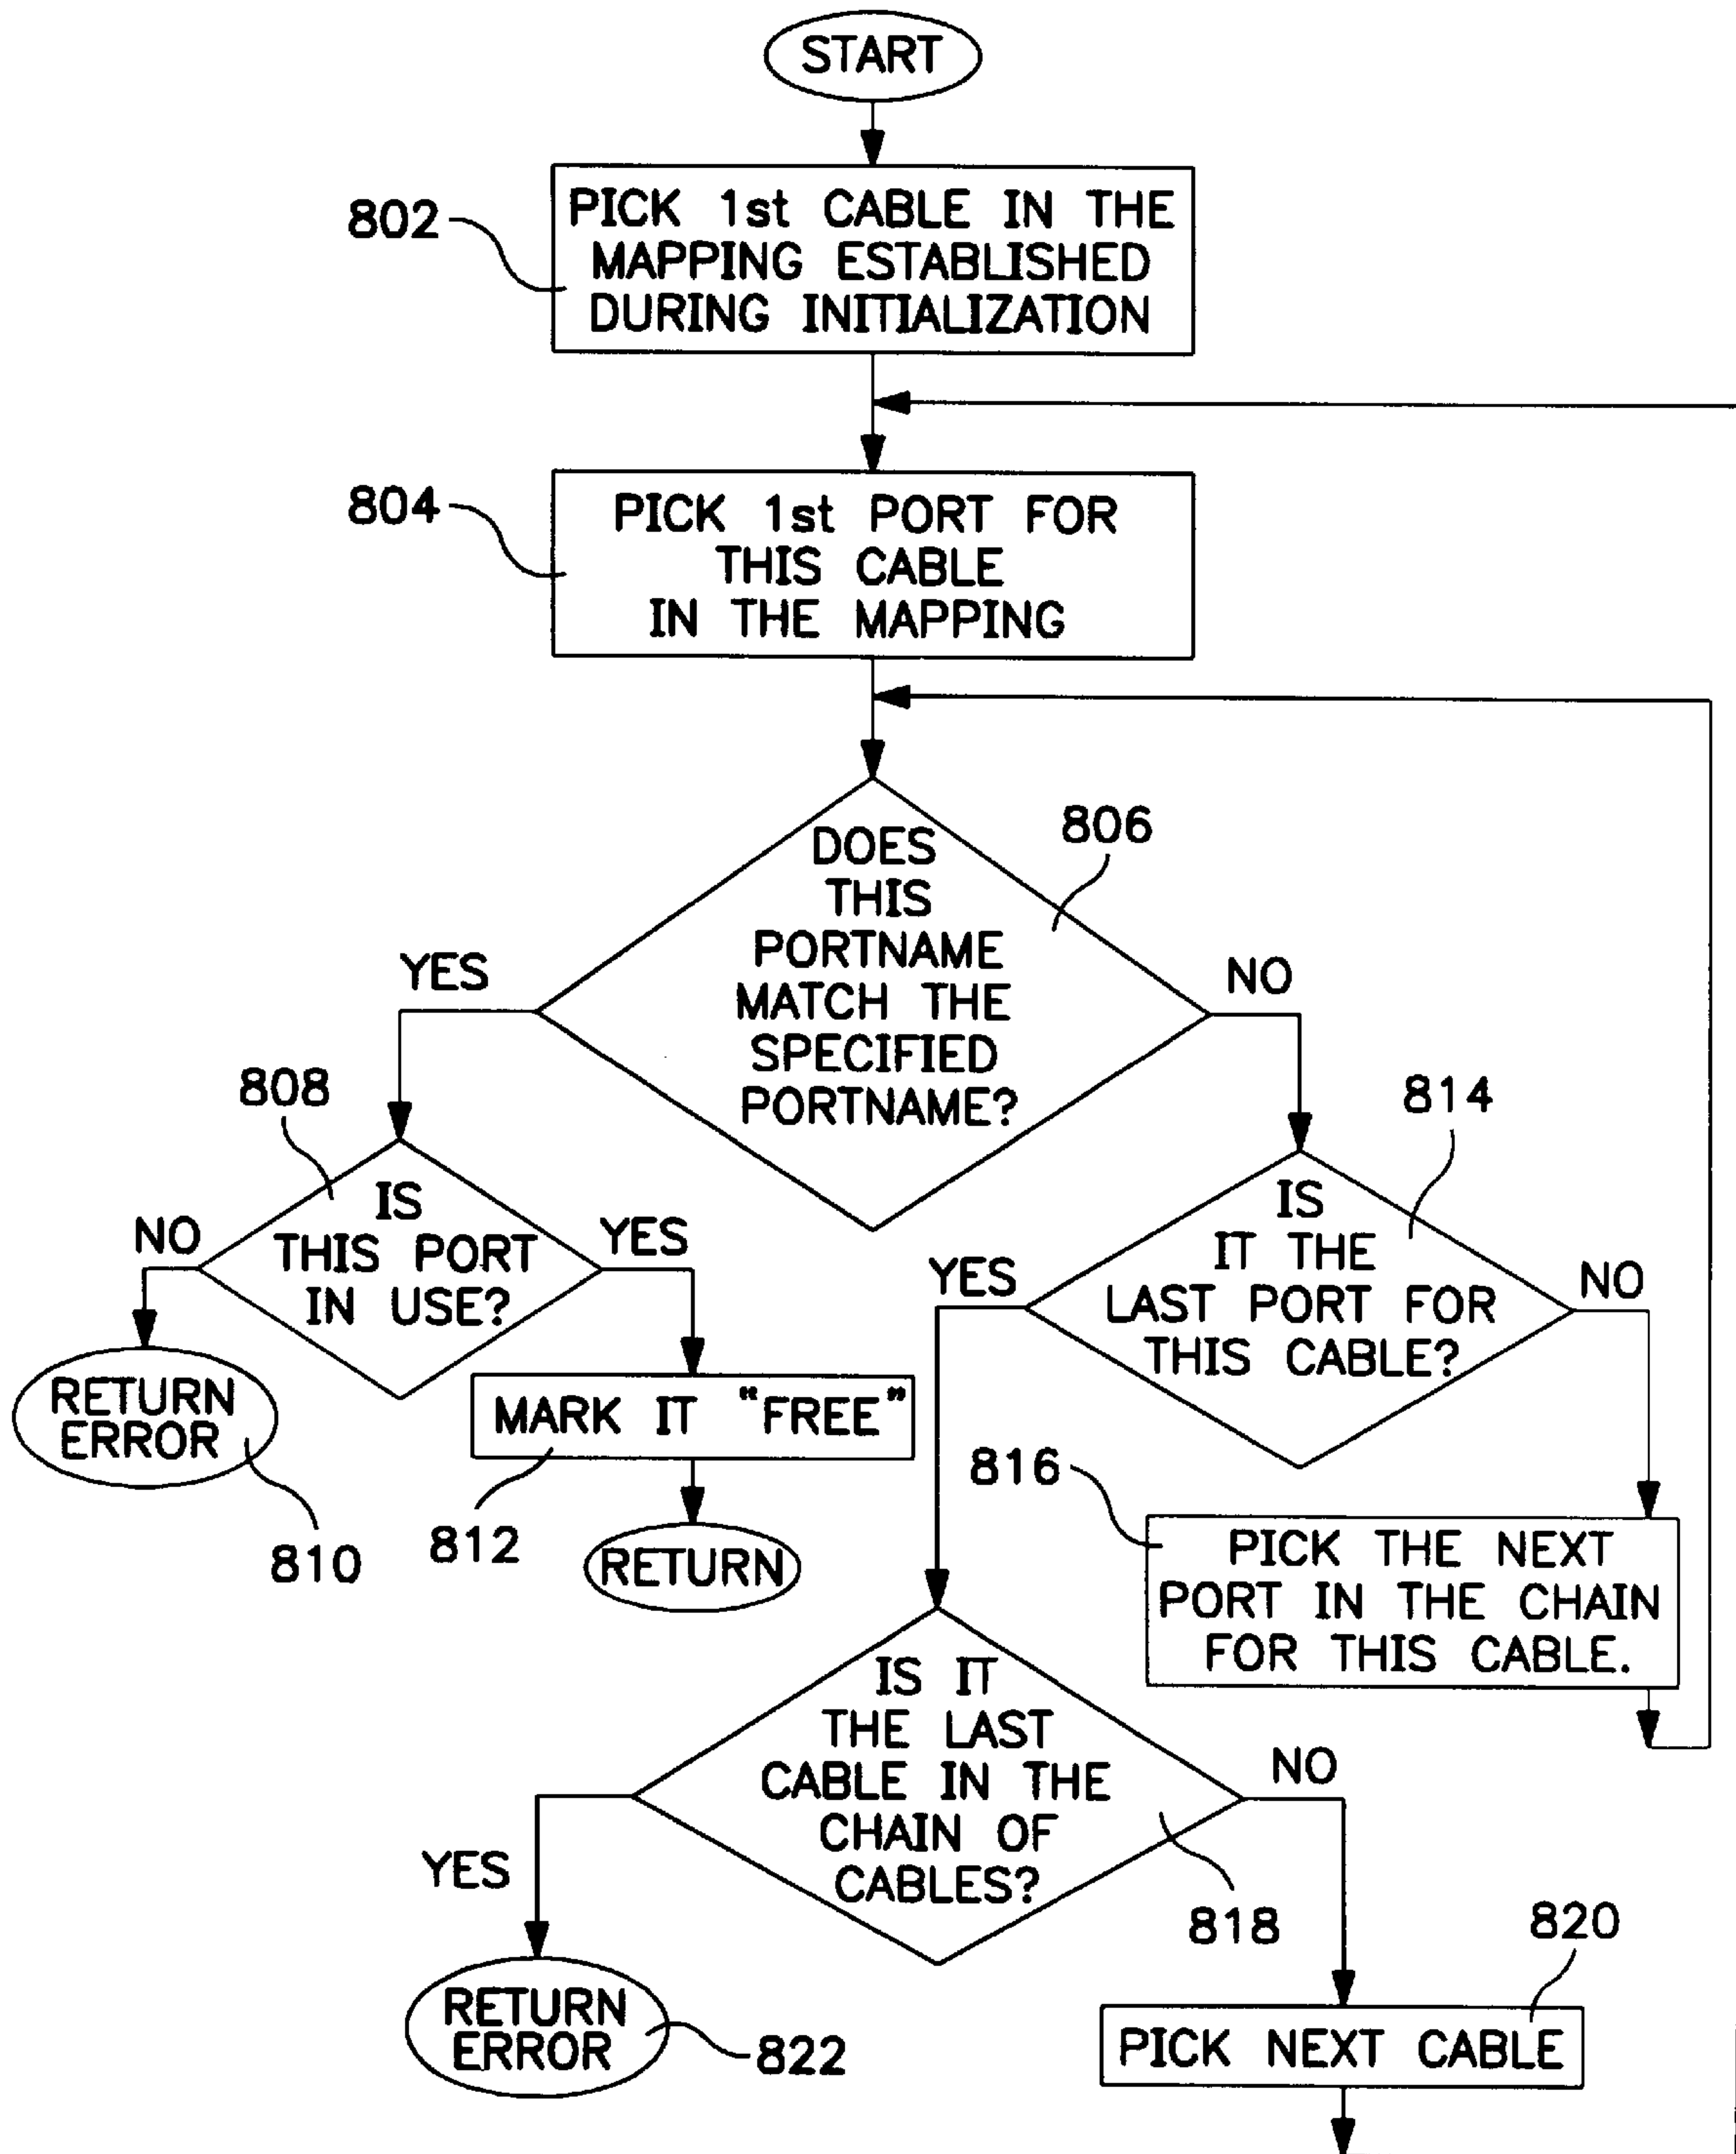 START
802
PICK 1st CABLE IN THE
MAPPING ESTABLISHED
DURING INITIALIZATION
804
PICK 1st PORT FOR
THIS CABLE
IN THE MAPPING
806
DOES
THIS
PORTNAME
MATCH THE
SPECIFIED
PORTNAME?
YES
NO
808
IS
THIS PORT
IN USE?
NO
YES
814
IS
IT THE
LAST PORT FOR
THIS CABLE?
YES
NO
RETURN
ERROR
810
MARK IT "FREE"
812
RETURN
816
PICK THE NEXT
PORT IN THE CHAIN
FOR THIS CABLE.
IS IT
THE LAST
CABLE IN THE
CHAIN OF
CABLES?
818
YES
NO
RETURN
ERROR
822
820
PICK NEXT CABLE